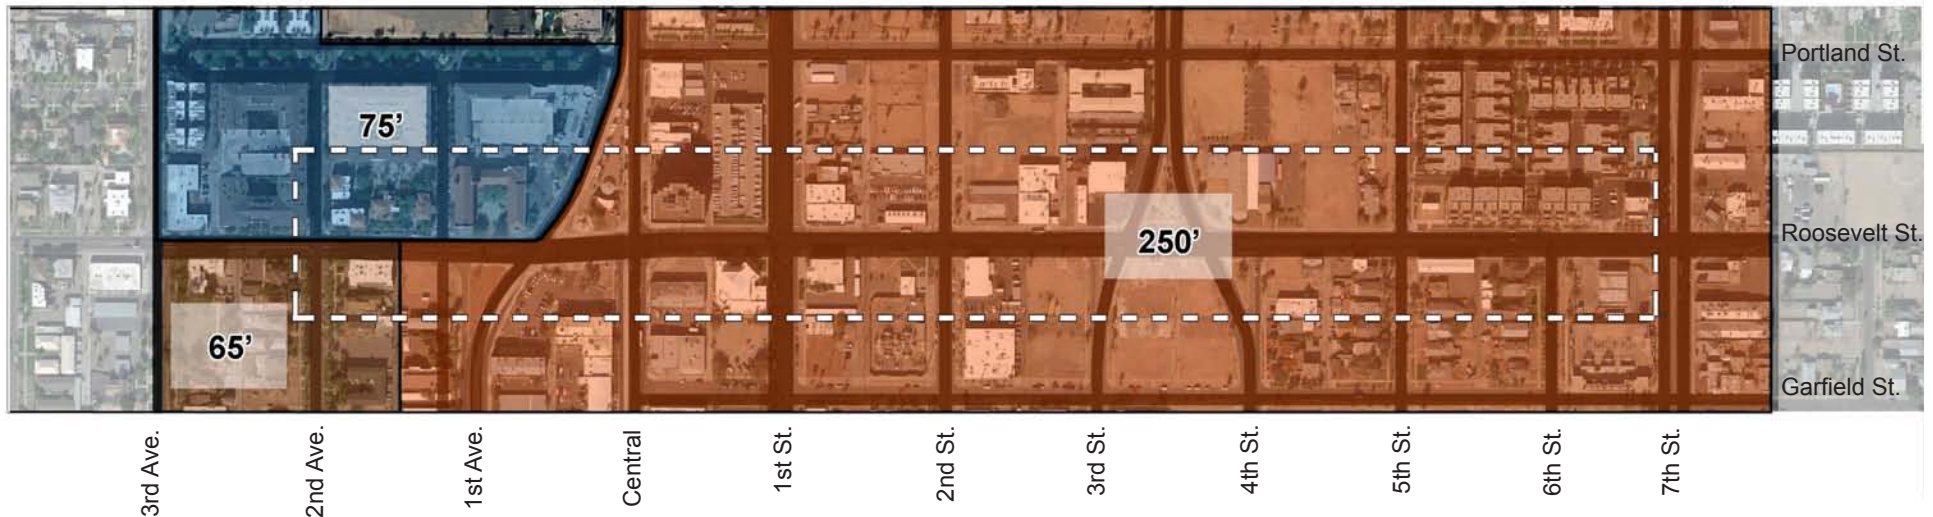 Portland St.
75’
Roosevelt St.
250’
65’
Garfield St.
3rd Ave.
2nd Ave.
1st Ave.
Central
1st St.
2nd St.
3rd St.
4th St.
5th St.
6th St.
7th St.